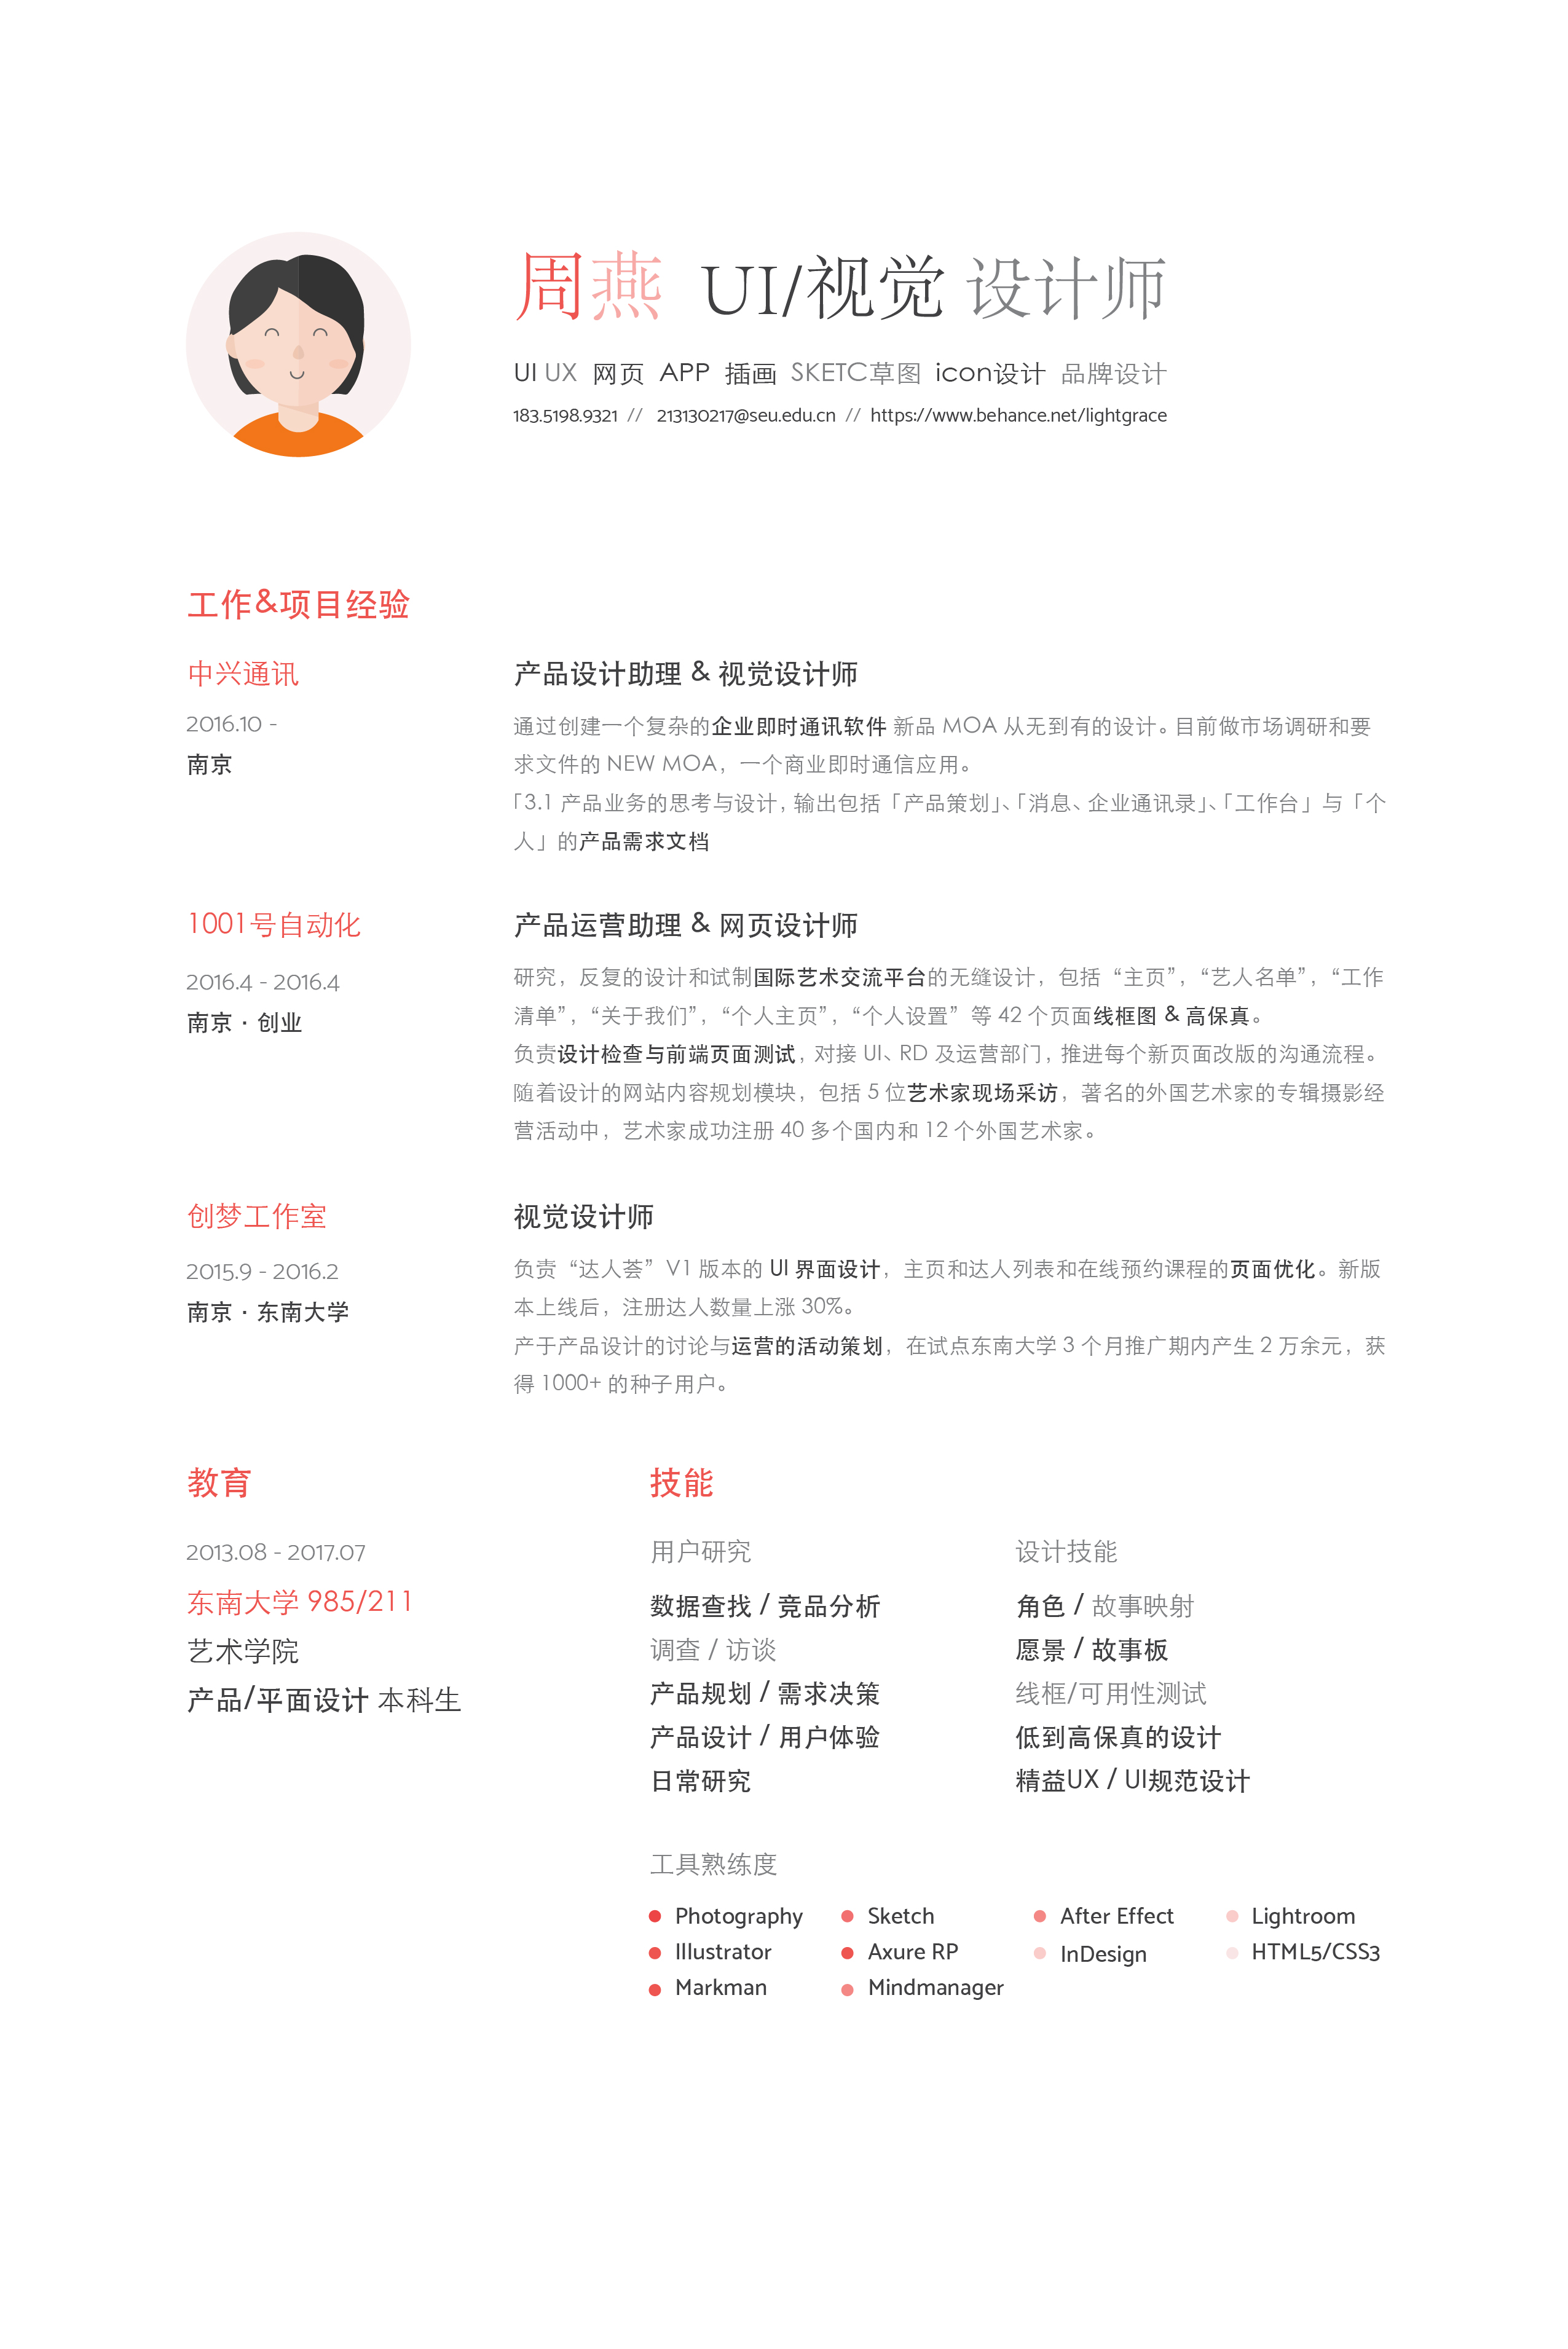 周燕 UI/视觉 设计师
UI UX 网页 APP 插画 SKETC草图 icon设计 品牌设计
183.5198.9321 // 213130217@seu.edu.cn // https://www.behance.net/lightgrace
工作&项目经验
中兴通讯
2016.10 -
南京
产品设计助理 & 视觉设计师
通过创建一个复杂的企业即时通讯软件 新品 MOA 从无到有的设计。目前做市场调研和要
求文件的 NEW MOA，一个商业即时通信应用。
「3.1 产品业务的思考与设计，输出包括「产品策划」、「消息、企业通讯录」、「工作台」与「个
人」的产品需求文档
1001号自动化
2016.4 - 2016.4
南京 · 创业
产品运营助理 & 网页设计师
研究，反复的设计和试制国际艺术交流平台的无缝设计，包括“主页”，“艺人名单”，“工作
清单”，“关于我们”，“个人主页”，“个人设置”等 42 个页面线框图 & 高保真。
负责设计检查与前端页面测试，对接 UI、RD 及运营部门，推进每个新页面改版的沟通流程。
随着设计的网站内容规划模块，包括 5 位艺术家现场采访，著名的外国艺术家的专辑摄影经
营活动中，艺术家成功注册 40 多个国内和 12 个外国艺术家。
创梦工作室
2015.9 - 2016.2
南京 · 东南大学
视觉设计师
负责“达人荟”V1 版本的 UI 界面设计，主页和达人列表和在线预约课程的页面优化。新版
本上线后，注册达人数量上涨 30%。
产于产品设计的讨论与运营的活动策划，在试点东南大学 3 个月推广期内产生 2 万余元，获
得 1000+ 的种子用户。
教育
2013.08 - 2017.07
东南大学 985/211
艺术学院
产品/平面设计 本科生
技能
用户研究
数据查找 / 竞品分析
调查 / 访谈
产品规划 / 需求决策
产品设计 / 用户体验
日常研究
设计技能
角色 / 故事映射
愿景 / 故事板
线框/可用性测试
低到高保真的设计
精益UX / UI规范设计
工具熟练度
Photography Sketch After Effect Lightroom
Illustrator Axure RP InDesign HTML5/CSS3
Markman Mindmanager